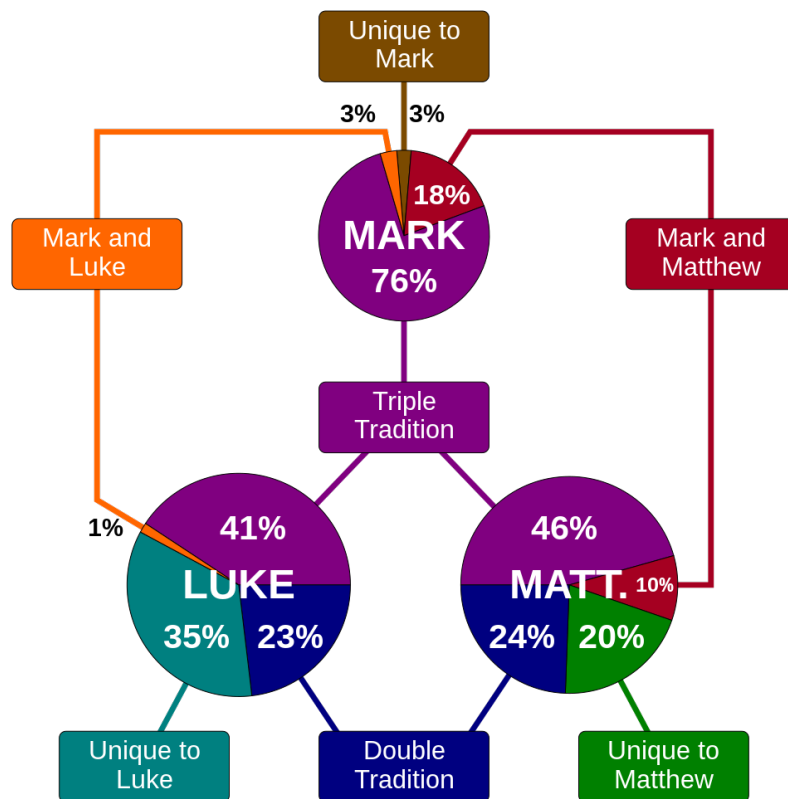 Unique to
Mark
3%
3%
18%
MARK
76%
Mark and
Luke
Mark and
Matthew
Triple
Tradition
1%
41%
LUKE
35%
23%
46%
MATT.
10%
24%
20%
Unique to
Luke
Double
Tradition
Unique to
Matthew